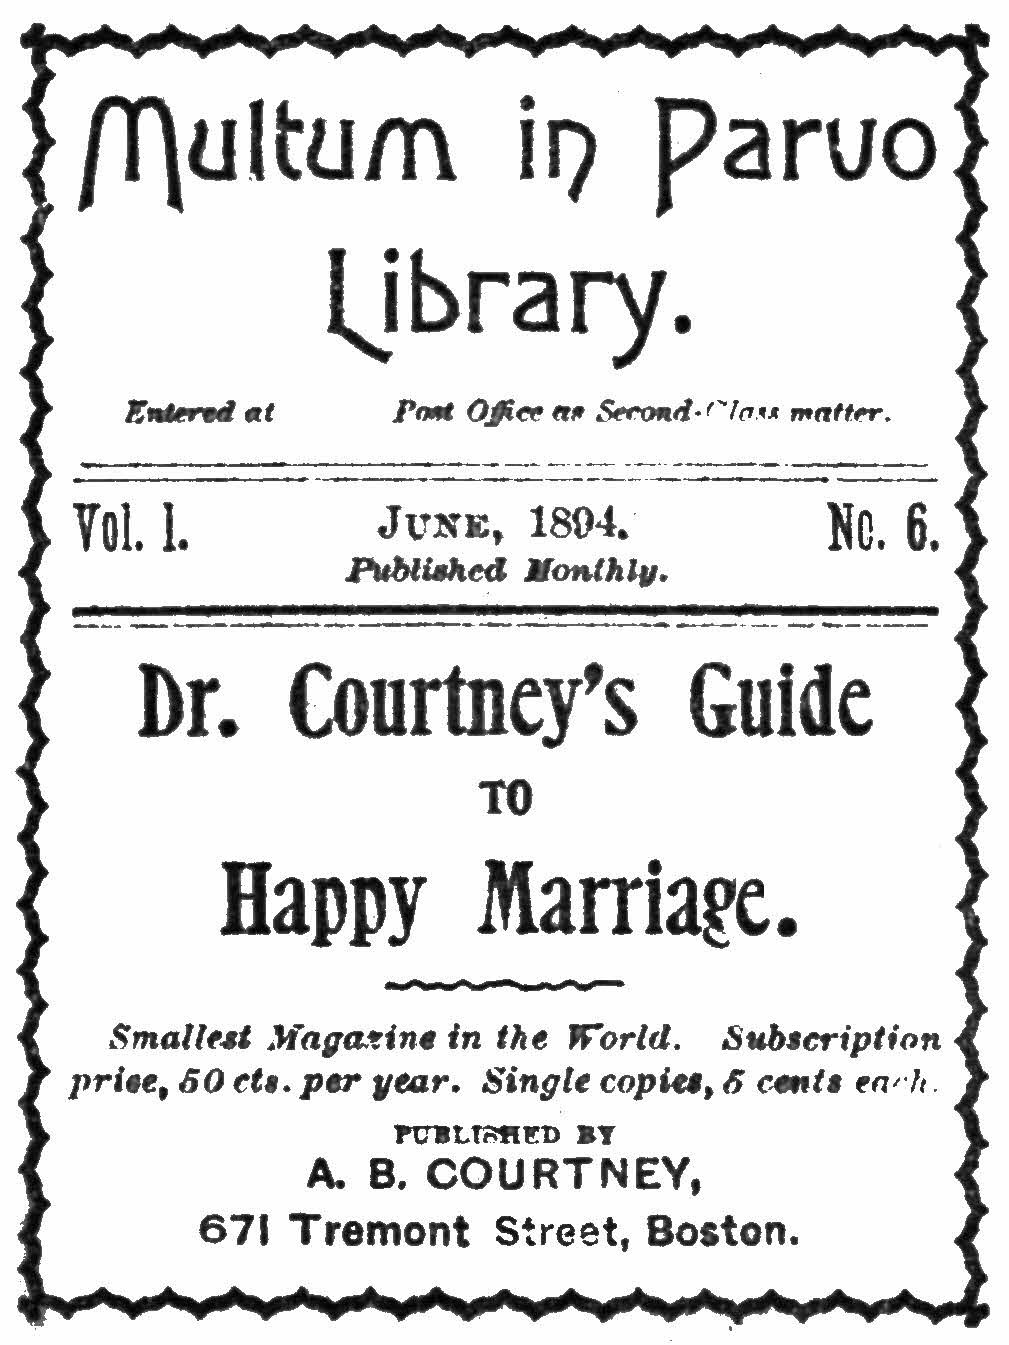 Multum in Parvo
Library.
Entered at Post Office as Second-Class matter.
Vol. 1. JUNE, 1894. No. 6.
Published Monthly.
Dr. Courtney's Guide
TO
Happy Marriage.
Smallest Magazine in the World. Subscription
price, 50 cts. per year. Single copies, 5 cents each.
PUBLISHED BY
A. B. COURTNEY,
671 Tremont Street, Boston.